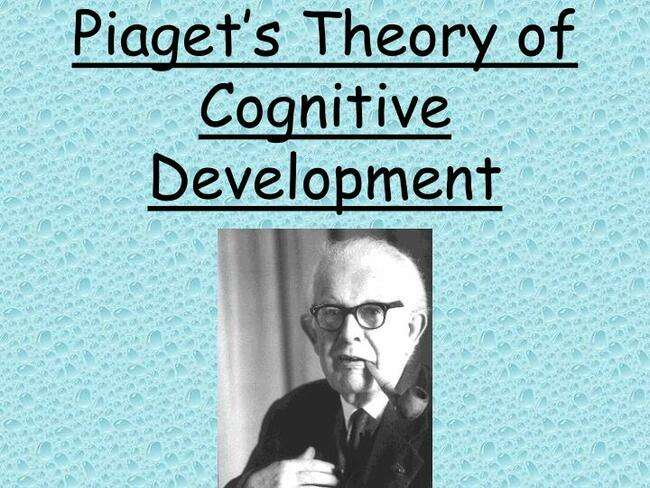 Piaget’s Theory of
Cognitive
Development